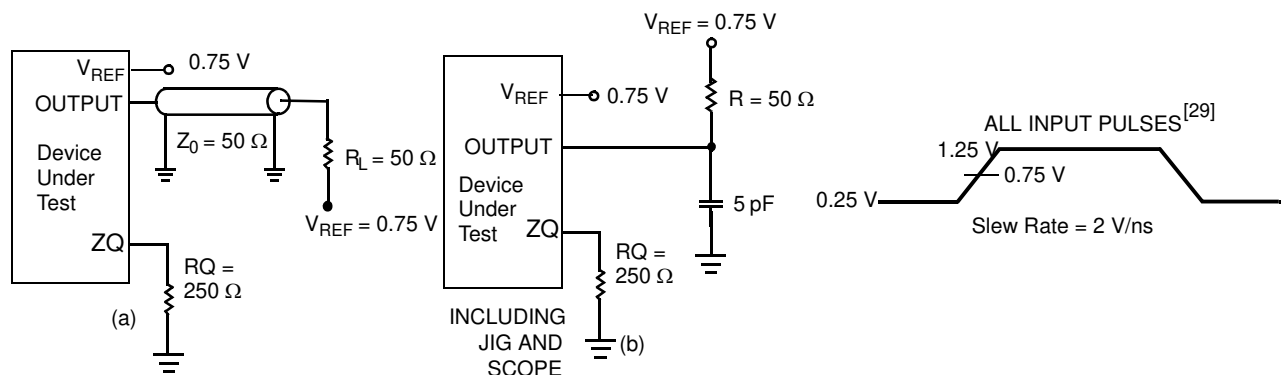 V_REF 0.75 V
OUTPUT
Z_0 = 50 Ω
Device
Under
Test
R_L = 50 Ω
V_REF = 0.75 V
ZQ
RQ =
250 Ω
(a)
V_REF = 0.75 V
R = 50 Ω
V_REF 0.75 V
OUTPUT
Device
Under
Test
5 pF
ZQ
RQ =
250 Ω
INCLUDING
JIG AND
SCOPE
(b)
ALL INPUT PULSES[29]
1.25 V
0.75 V
0.25 V
Slew Rate = 2 V/ns